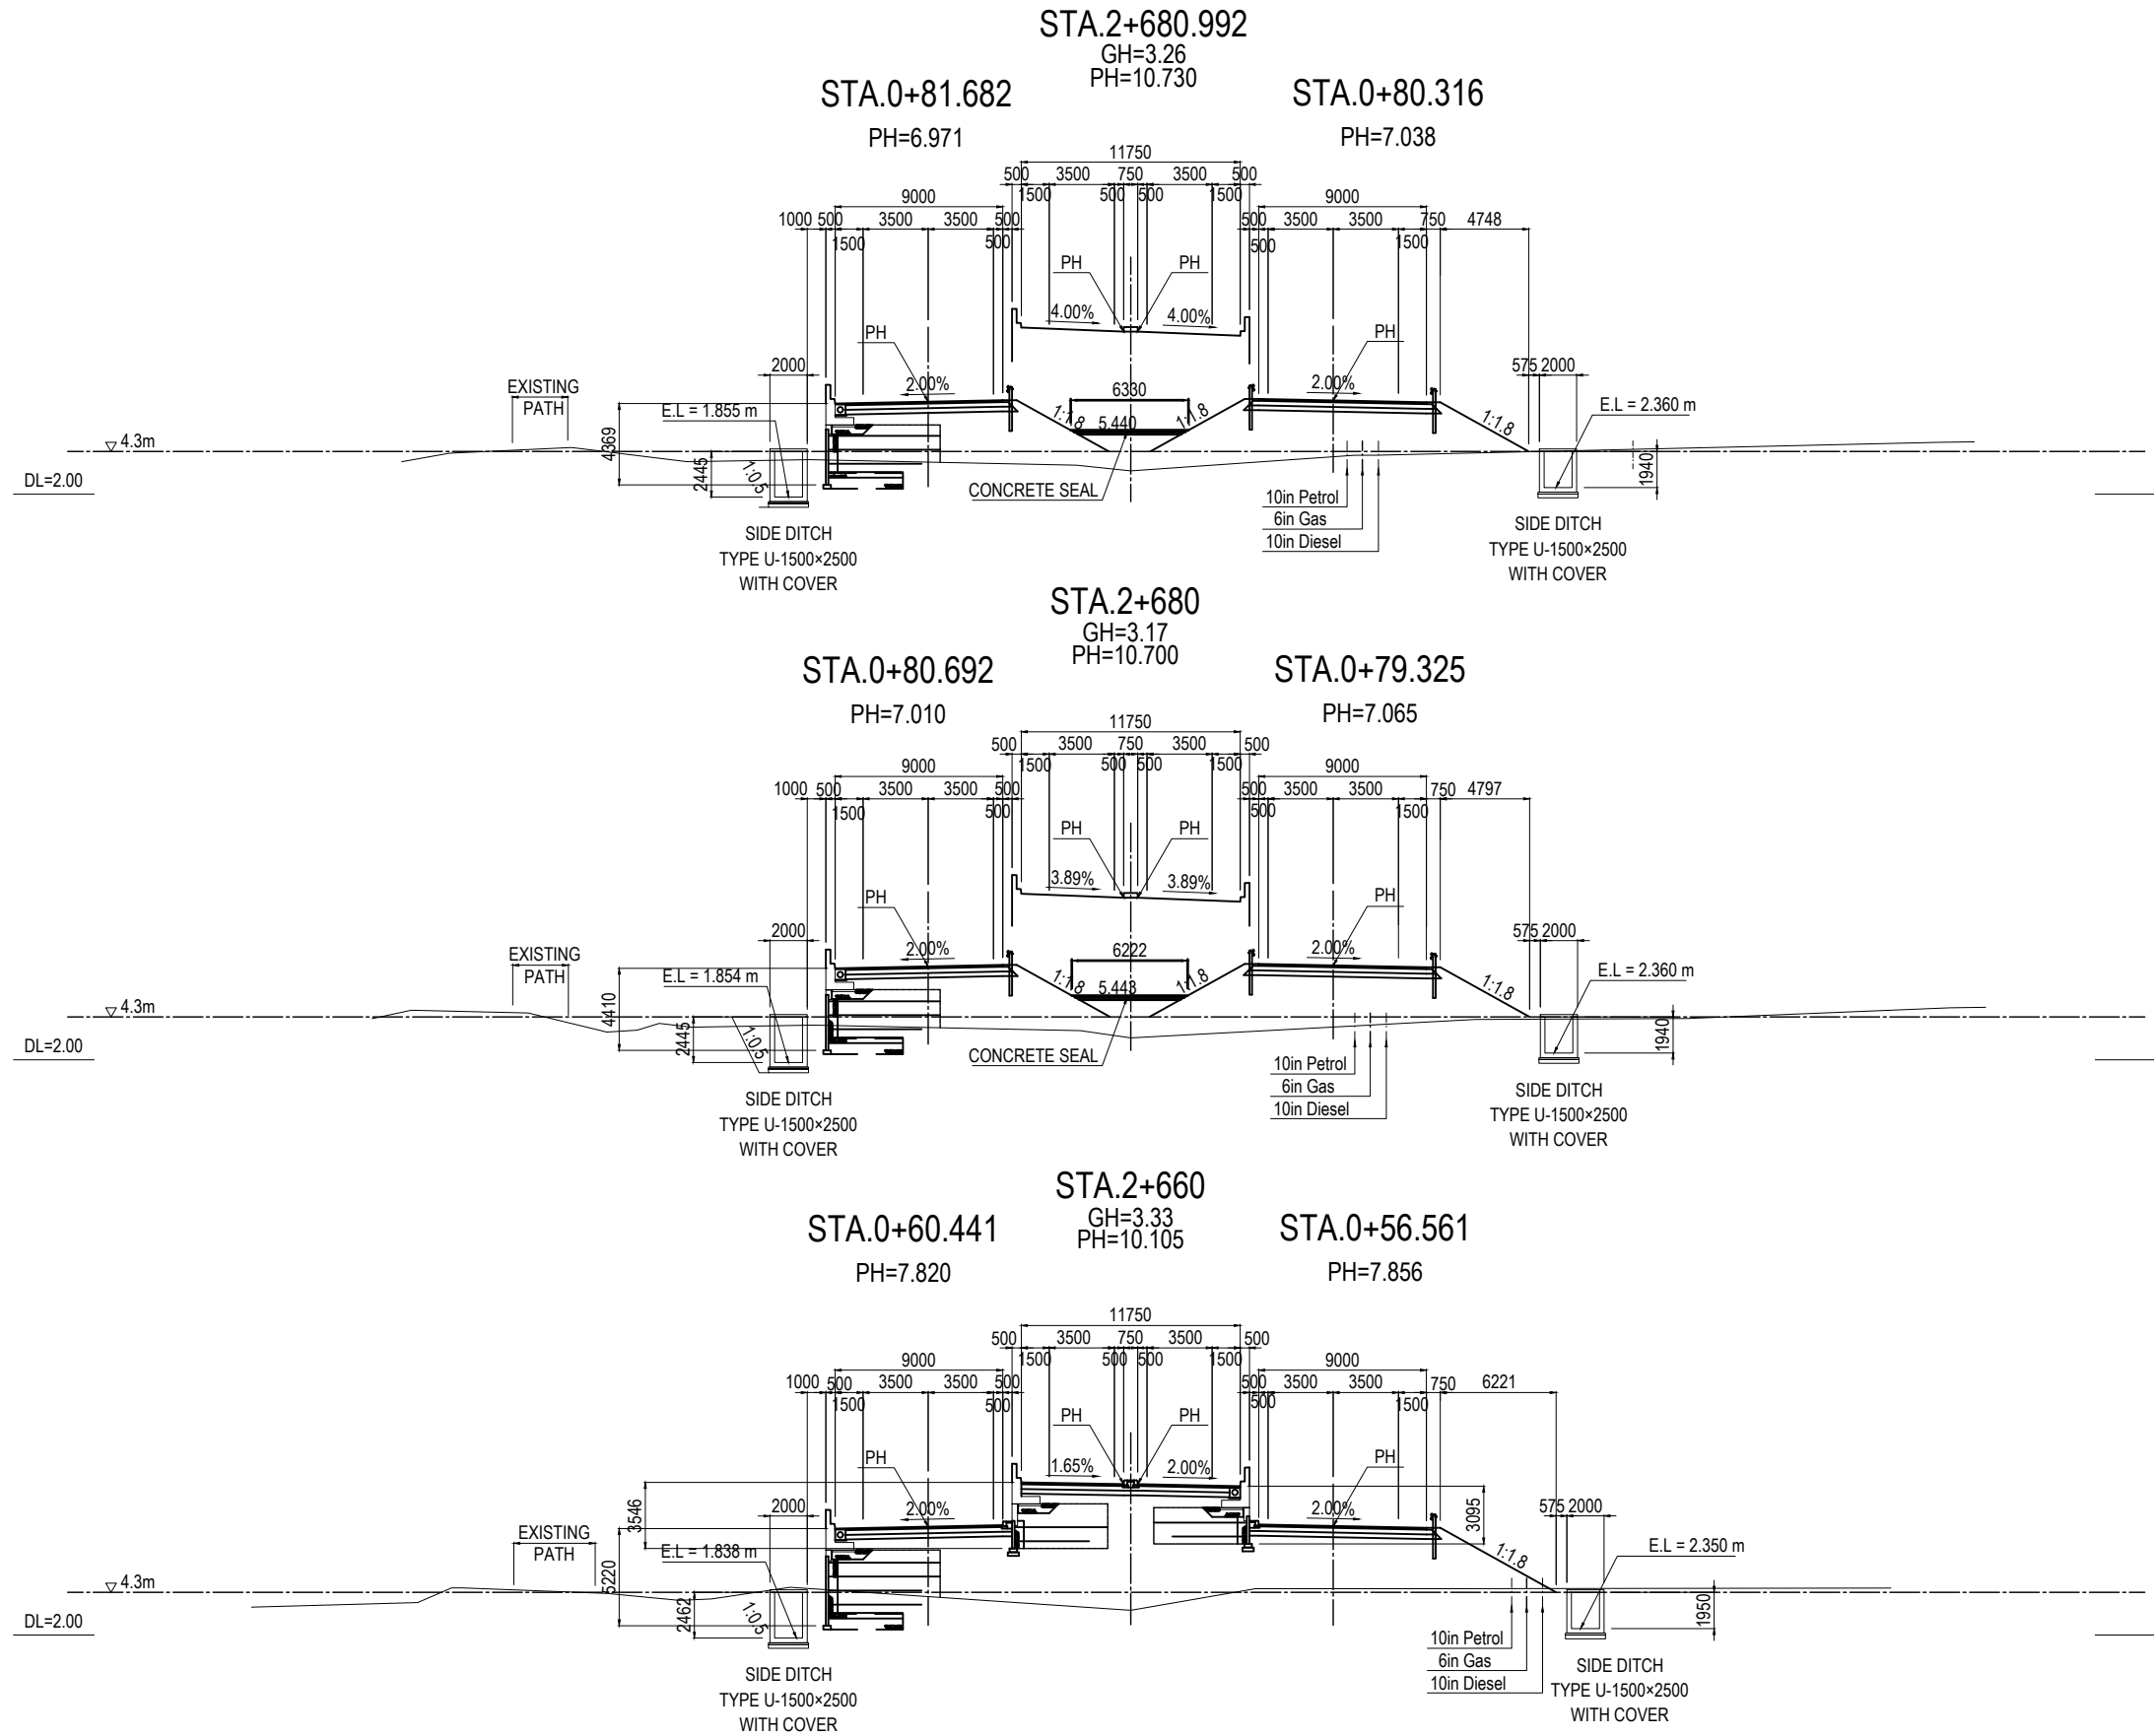 STA.2+680.992
GH=3.26
PH=10.730
STA.0+81.682
STA.0+80.316
PH=6.971
PH=7.038
11750
500 3500 750 3500 500
1500 500 500 1500
9000
9000
1000 500 3500 3500 500
500 3500 3500 750 4748
1500 500
500 1500
PH PH
4.00% 4.00%
PH
PH
2000
575 2000
EXISTING
PATH
2.00%
6330
2.00%
E.L = 1.855 m
E.L = 2.360 m
1:1.8
5.440
1:1.8
1:1.8
4.3m
4369
2445
1:0.5
1940
DL=2.00
CONCRETE SEAL
10in Petrol
6in Gas
10in Diesel
SIDE DITCH
TYPE U-1500×2500
WITH COVER
SIDE DITCH
TYPE U-1500×2500
WITH COVER
STA.2+680
GH=3.17
PH=10.700
STA.0+80.692
STA.0+79.325
PH=7.010
PH=7.065
11750
500 3500 750 3500 500
1500 500 500 1500
9000
9000
1000 500 3500 3500 500
500 3500 3500 750 4797
1500 500
500 1500
PH PH
3.89% 3.89%
PH
PH
2000
575 2000
EXISTING
PATH
2.00%
6222
2.00%
E.L = 1.854 m
E.L = 2.360 m
1:1.8
5.443
1:1.8
1:1.8
4.3m
4410
2445
1:0.5
1940
DL=2.00
CONCRETE SEAL
10in Petrol
6in Gas
10in Diesel
SIDE DITCH
TYPE U-1500×2500
WITH COVER
SIDE DITCH
TYPE U-1500×2500
WITH COVER
STA.2+660
GH=3.33
PH=10.105
STA.0+60.441
STA.0+56.561
PH=7.820
PH=7.856
11750
500 3500 750 3500 500
1500 500 500 1500
9000
9000
1000 500 3500 3500 500
500 3500 3500 750 6221
1500 500
500 1500
PH PH
PH
PH
1.65% 2.00%
2000
3546
2.00%
2.00%
3095
575 2000
EXISTING
PATH
E.L = 1.838 m
E.L = 2.350 m
1:1.8
4.3m
5220
2462
1:0.5
1950
DL=2.00
10in Petrol
6in Gas
10in Diesel
SIDE DITCH
TYPE U-1500×2500
WITH COVER
SIDE DITCH
TYPE U-1500×2500
WITH COVER